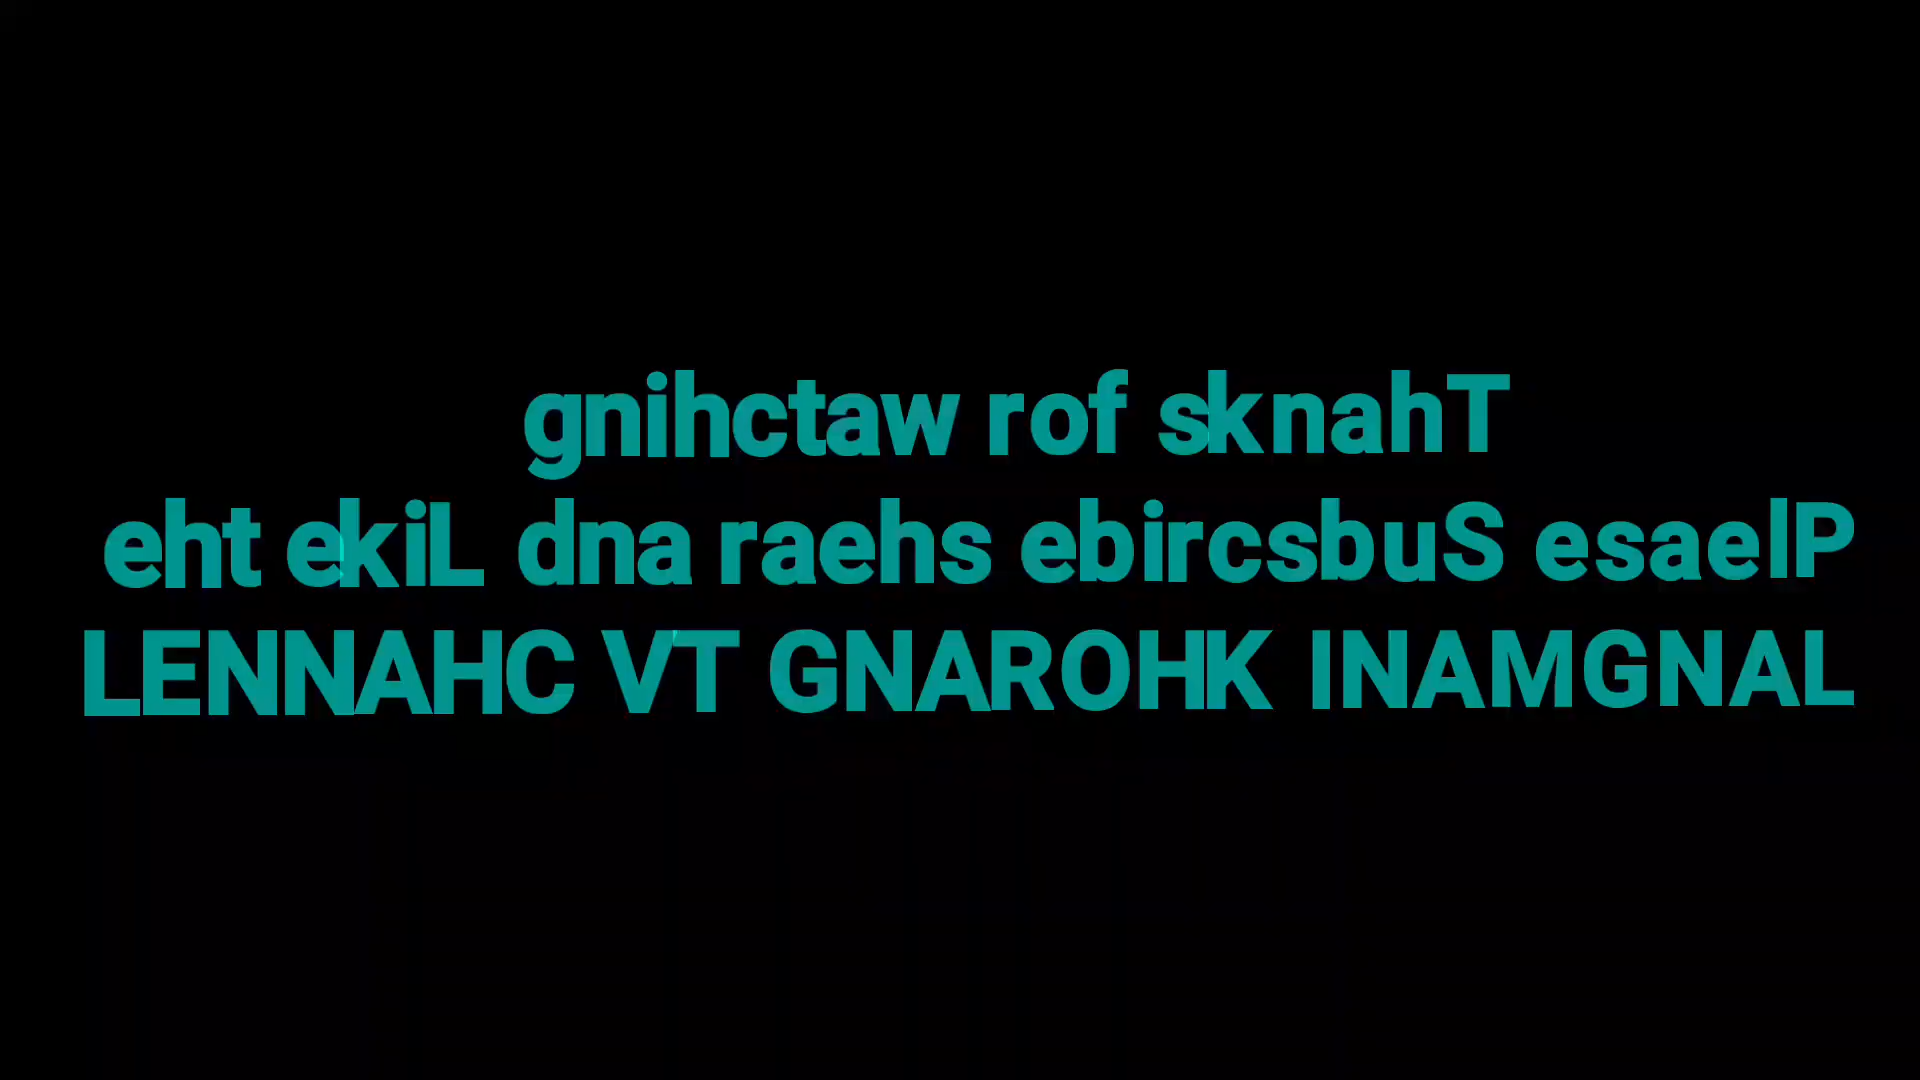 gnihctaw rof sknahT
eht ekiL dna raehs ebircsbuS esaelP
LENNAHC VT GNAROHK INAMGNAL